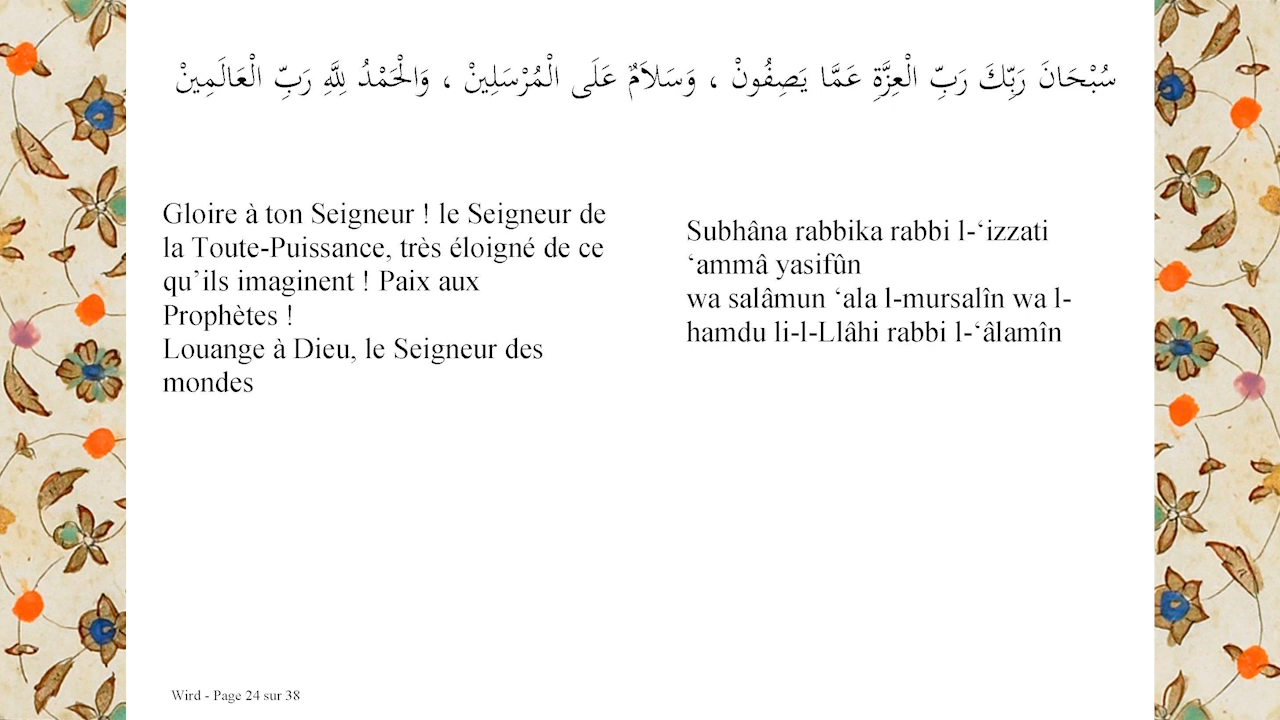 سُبْحَانَ رَبِّكَ رَبِّ الْعِزَّةِ عَمَّا يَصِفُونْ ، وَسَلاَمٌ عَلَى الْمُرْسَلِينْ ، وَالْحَمْدُ لِلَّهِ رَبِّ الْعَالَمِينْ
Gloire à ton Seigneur ! le Seigneur de
la Toute-Puissance, très éloigné de ce
qu’ils imaginent ! Paix aux
Prophètes !
Louange à Dieu, le Seigneur des
mondes
Subhâna rabbika rabbi l-‘izzati
‘ammâ yasifûn
wa salâmun ‘ala l-mursalîn wa l-
hamdu li-l-Llâhi rabbi l-‘âlamîn
Wird - Page 24 sur 38